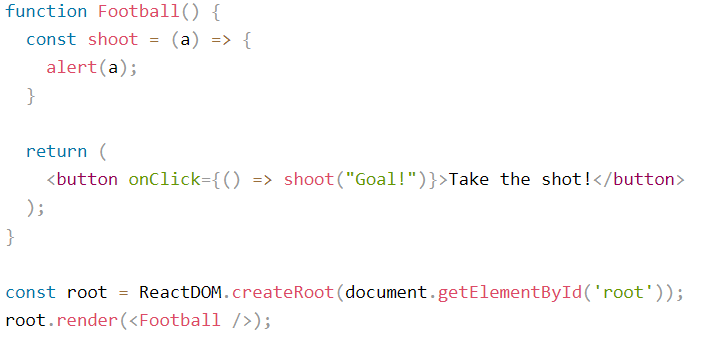 function Football() {
  const shoot = (a) => {
    alert(a);
  }

  return (
    <button onClick={() => shoot("Goal!")}>Take the shot!</button>
  );
}

const root = ReactDOM.createRoot(document.getElementById('root'));
root.render(<Football />);